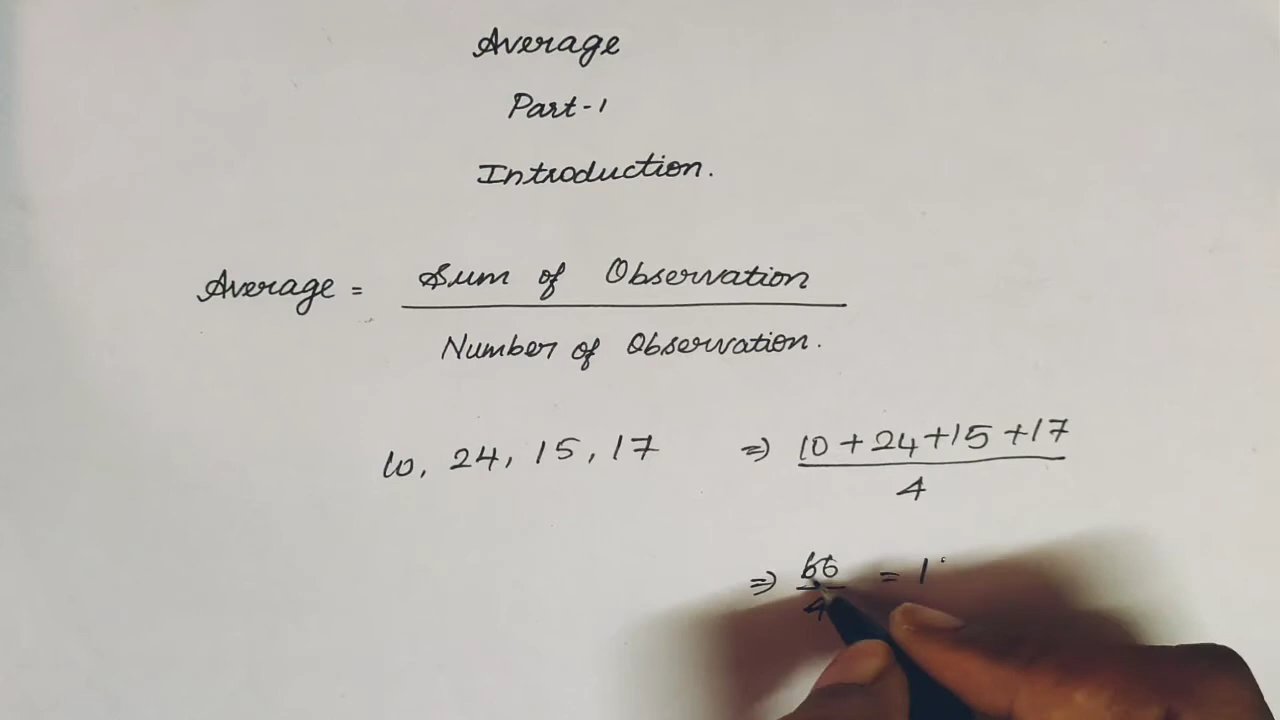 Average
Part-1
Introduction.
Average = Sum of Observation
Number of Observation.
10, 24, 15, 17 => 10 + 24 + 15 + 17
4
=> 66 = 1
4